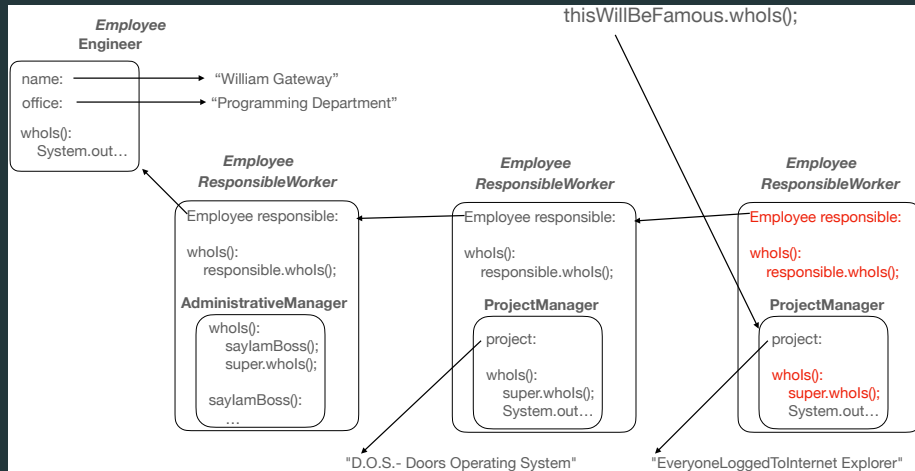 thisWillBeFamous.whoIs();
Employee
Engineer
name:
"William Gateway"
office:
"Programming Department"
whoIs():
System.out…
Employee
ResponsibleWorker
Employee responsible:
whoIs():
responsible.whoIs();
AdministrativeManager
whoIs():
sayIamBoss();
super.whoIs();
sayIamBoss():
…
Employee
ResponsibleWorker
Employee responsible:
whoIs():
responsible.whoIs();
ProjectManager
project:
whoIs():
super.whoIs();
System.out…
"D.O.S.- Doors Operating System"
Employee
ResponsibleWorker
Employee responsible:
whoIs():
responsible.whoIs();
ProjectManager
project:
whoIs():
super.whoIs();
System.out…
"EveryoneLoggedToInternet Explorer"